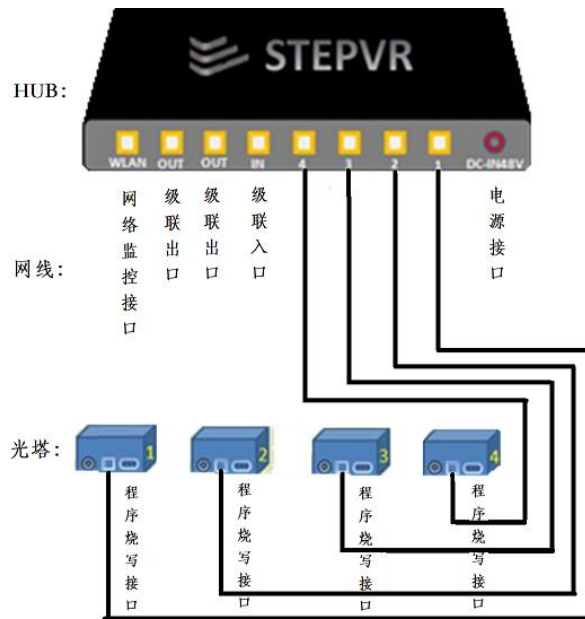 STEPVR
HUB:
WLAN OUT OUT IN 4 3 2 1 DC-IN48V
网络监控接口
级联出口
级联出口
级联入口
电源接口
网线:
光塔:
1
2
3
4
程序烧写接口
程序烧写接口
程序烧写接口
程序烧写接口